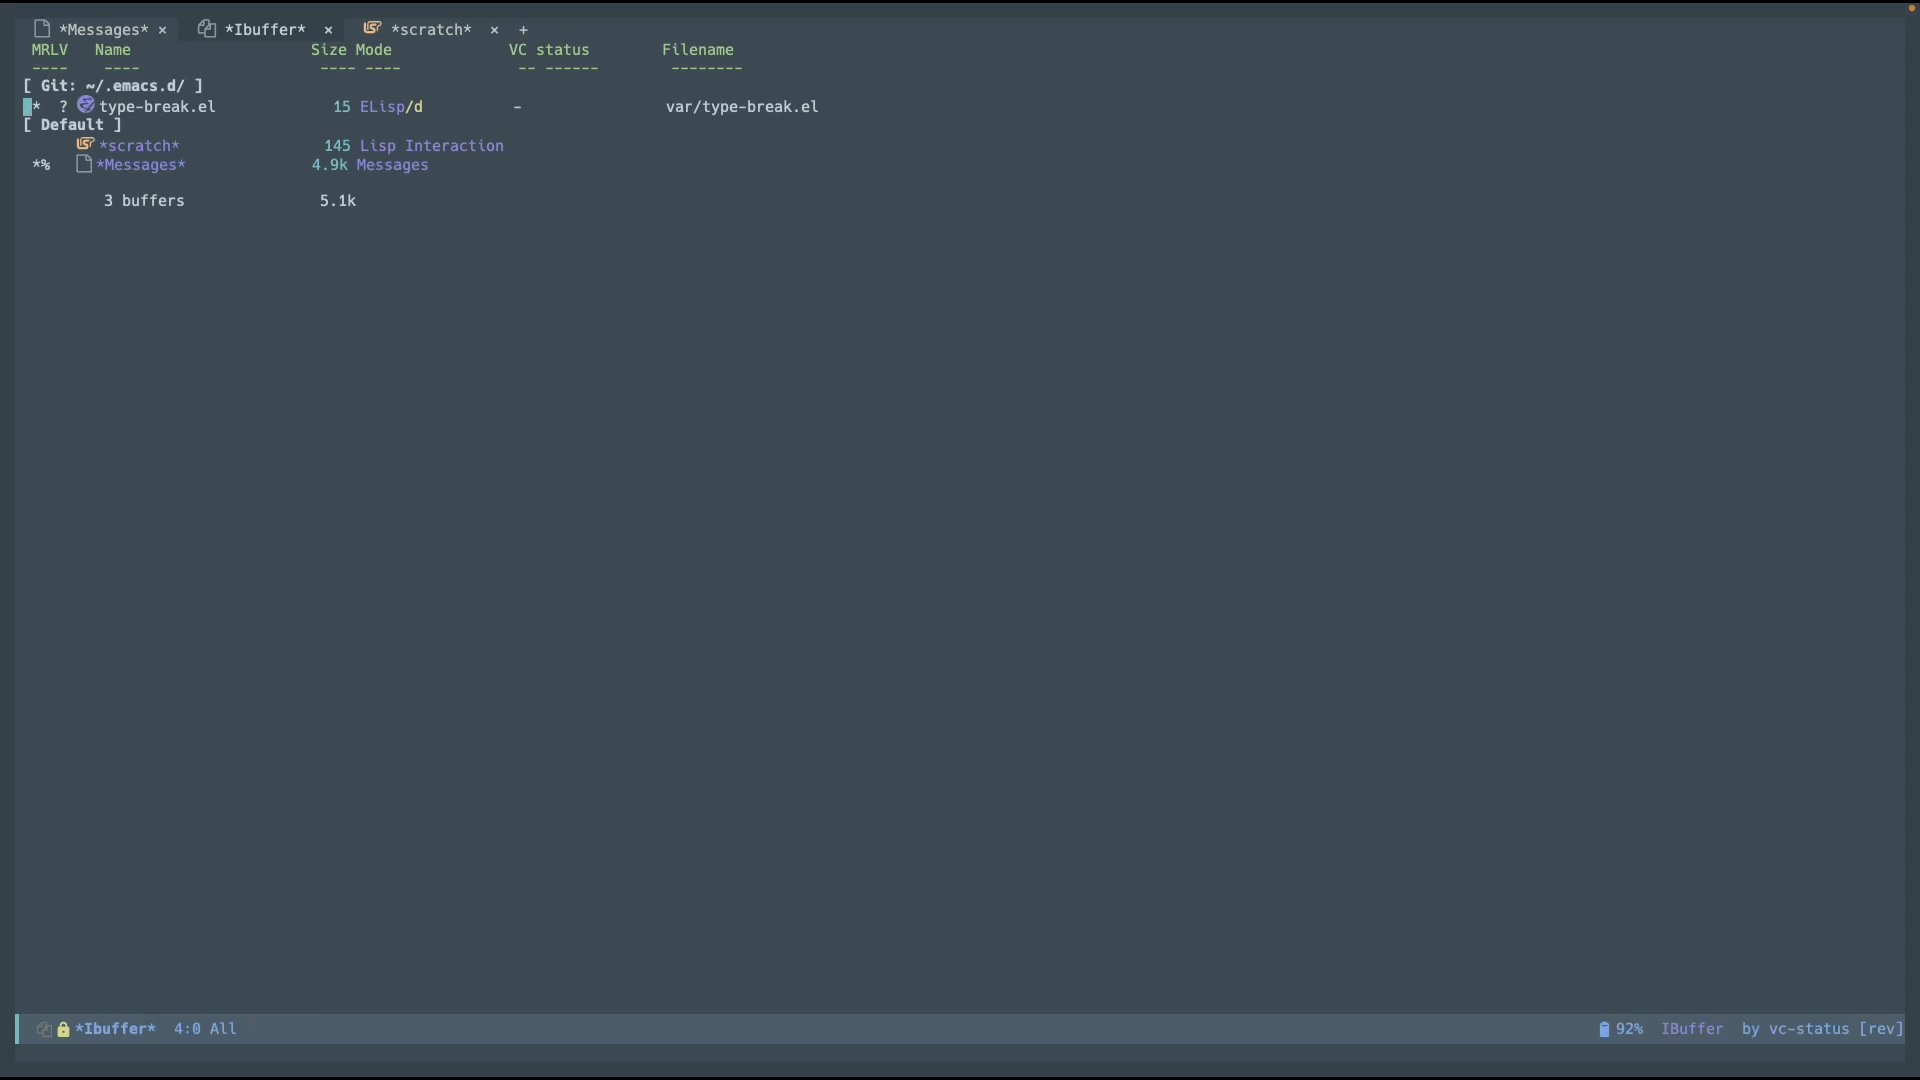 *Messages* × *Ibuffer* × *scratch* × +
MRLV Name Size Mode VC status Filename
---- ---- ---- ---- -- ------ --------
[ Git: ~/.emacs.d/ ]
* ? type-break.el 15 ELisp/d - var/type-break.el
[ Default ]
*scratch* 145 Lisp Interaction
*% *Messages* 4.9k Messages
3 buffers 5.1k
*Ibuffer* 4:0 All 92% IBuffer by vc-status [rev]